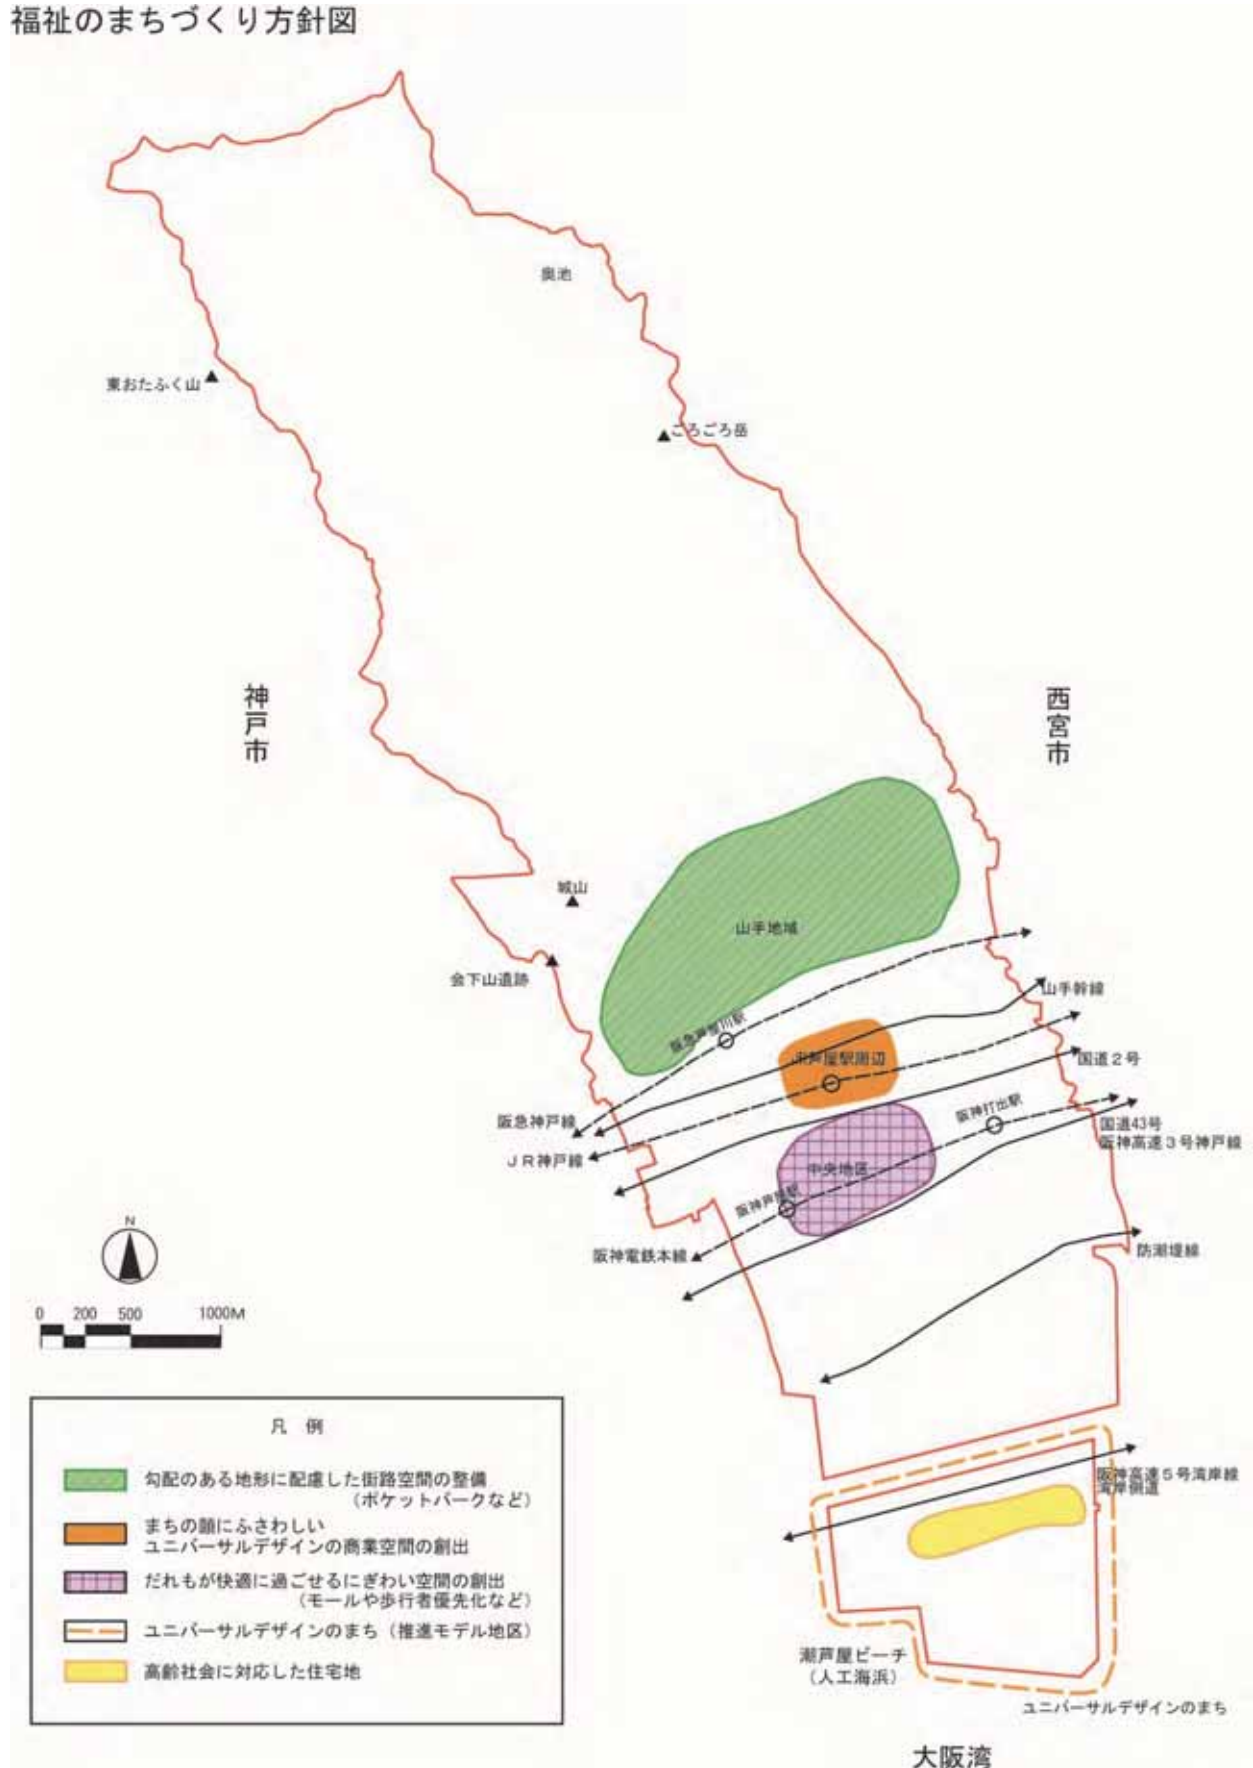 福祉のまちづくり方針図
奥池
東おたふく山
ごろごろ岳
神戸市
西宮市
城山
山手地域
会下山遺跡
山手幹線
阪急芦屋川駅
JR芦屋駅周辺
国道2号
阪神打出駅
阪急神戸線
国道43号
阪神高速3号神戸線
JR神戸線
中央地区
阪神芦屋駅
阪神電鉄本線
防潮堤線
N
0 200 500 1000M
凡例
勾配のある地形に配慮した街路空間の整備
(ポケットパークなど)
まちの顔にふさわしい
ユニバーサルデザインの商業空間の創出
だれもが快適に過ごせるにぎわい空間の創出
(モールや歩行者優先化など)
ユニバーサルデザインのまち(推進モデル地区)
高齢社会に対応した住宅地
阪神高速5号湾岸線
湾岸側道
潮芦屋ビーチ
(人工海浜)
ユニバーサルデザインのまち
大阪湾